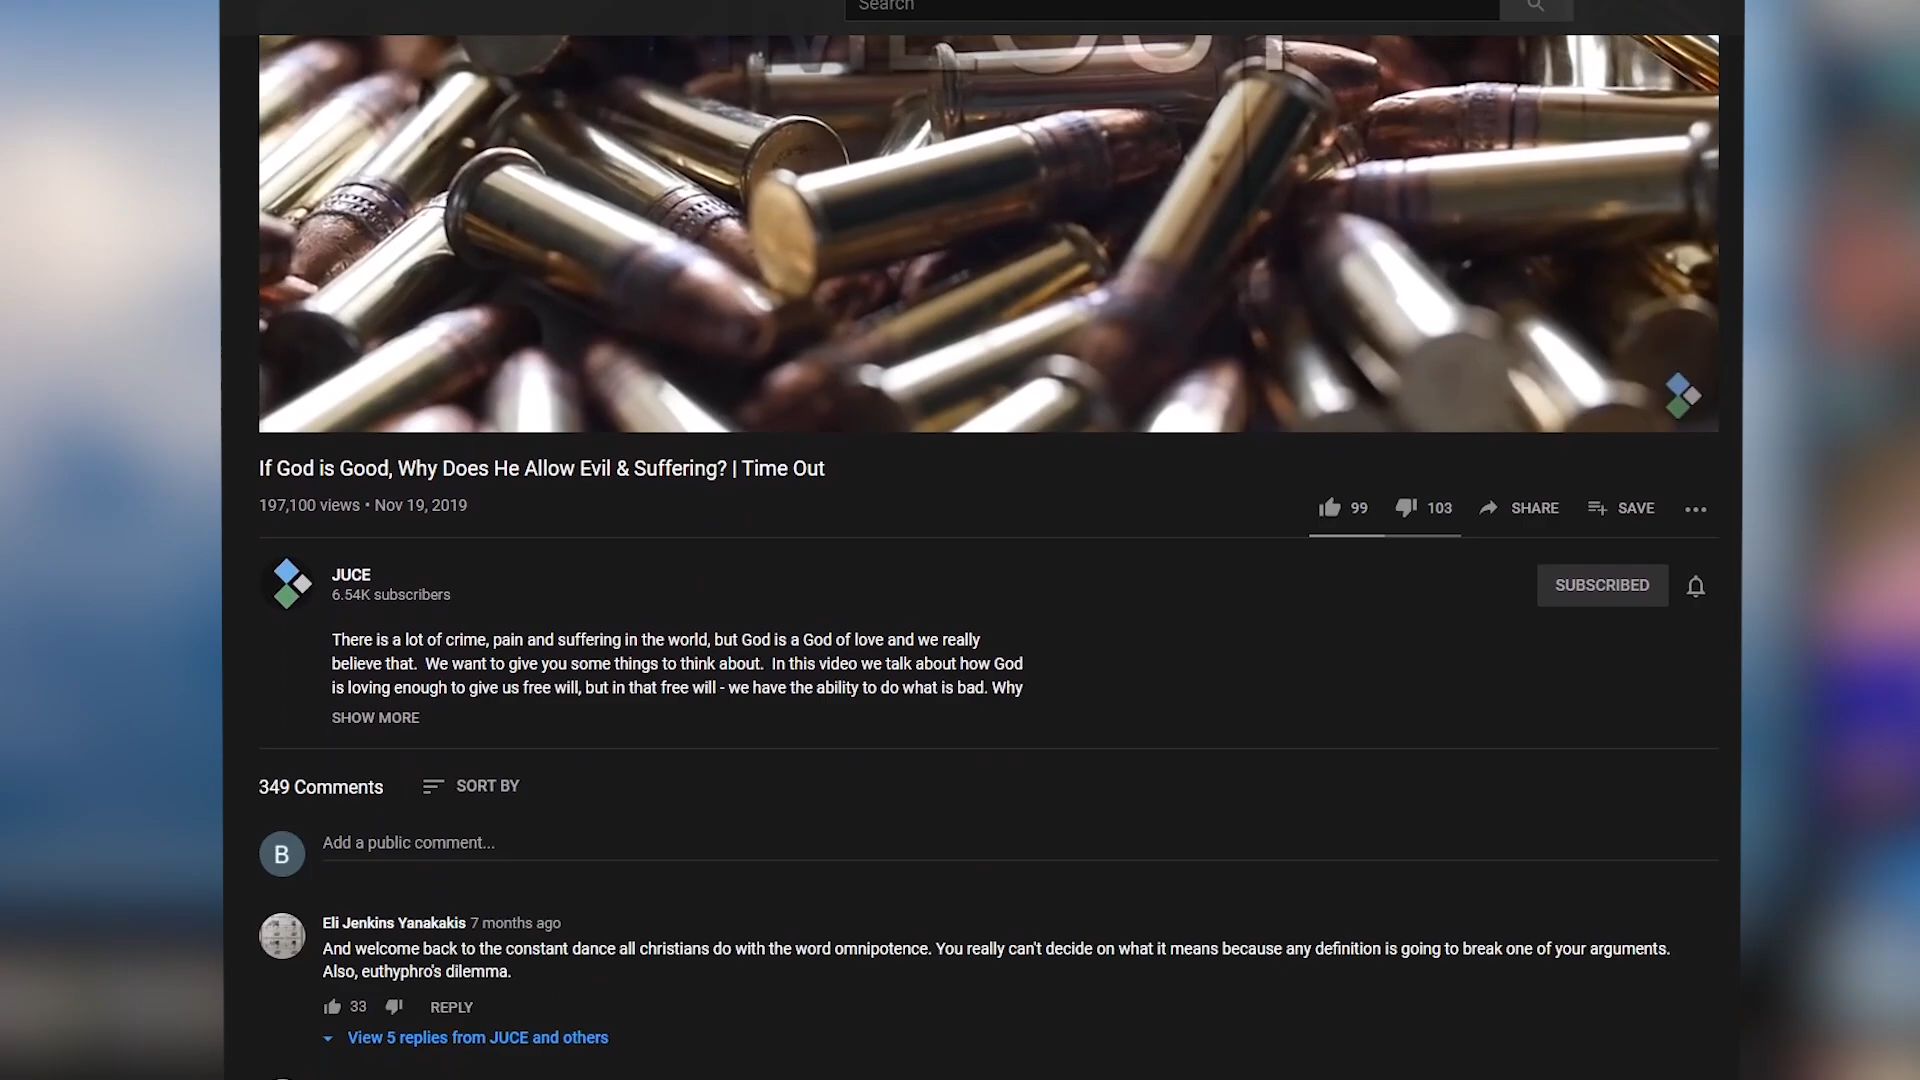 Search
If God is Good, Why Does He Allow Evil & Suffering? | Time Out
197,100 views • Nov 19, 2019
99 103 SHARE SAVE
JUCE
6.54K subscribers
SUBSCRIBED
There is a lot of crime, pain and suffering in the world, but God is a God of love and we really
believe that.  We want to give you some things to think about.  In this video we talk about how God
is loving enough to give us free will, but in that free will - we have the ability to do what is bad. Why
SHOW MORE
349 Comments SORT BY
B
Add a public comment...
Eli Jenkins Yanakakis 7 months ago
And welcome back to the constant dance all christians do with the word omnipotence. You really can't decide on what it means because any definition is going to break one of your arguments.
Also, euthyphro's dilemma.
33 REPLY
View 5 replies from JUCE and others